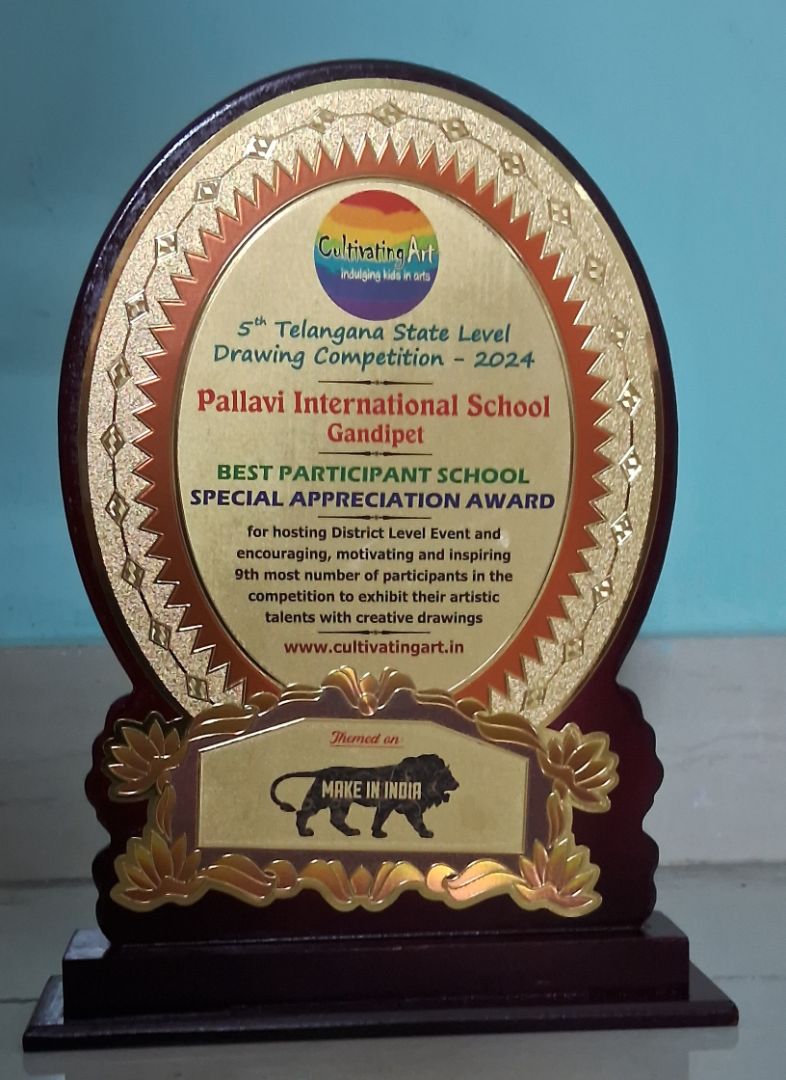 Cultivating Art
indulging kids in arts
5th Telangana State Level
Drawing Competition - 2024
Pallavi International School
Gandipet
BEST PARTICIPANT SCHOOL
SPECIAL APPRECIATION AWARD
for hosting District Level Event and
encouraging, motivating and inspiring
9th most number of participants in the
competition to exhibit their artistic
talents with creative drawings
www.cultivatingart.in
Themed on
MAKE IN INDIA